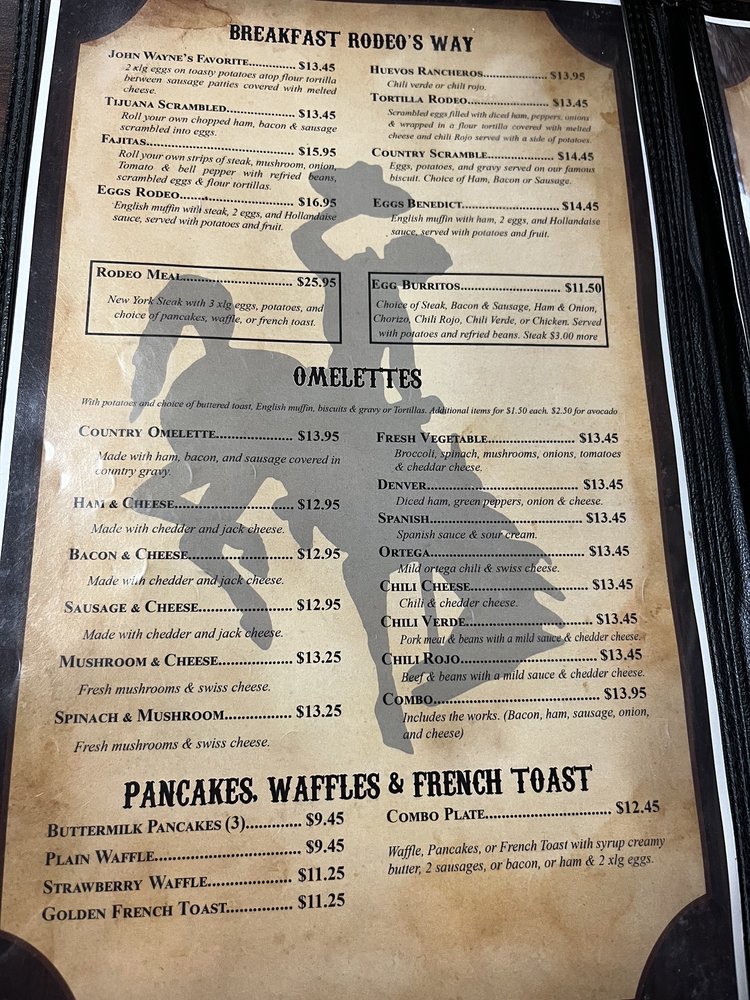 BREAKFAST RODEO'S WAY
JOHN WAYNE'S FAVORITE.............. $13.45
2 xlg eggs on toasty potatoes atop flour tortilla
between sausage patties covered with melted
cheese.
TIJUANA SCRAMBLED.................... $13.45
Roll your own chopped ham, bacon & sausage
scrambled into eggs.
FAJITAS.......................................... $15.95
Roll your own strips of steak, mushroom, onion,
Tomato & bell pepper with refried beans,
scrambled eggs & flour tortillas.
EGGS RODEO................................. $16.95
English muffin with steak, 2 eggs, and Hollandaise
sauce, served with potatoes and fruit.
HUEVOS RANCHEROS.................. $13.95
Chili verde or chili rojo.
TORTILLA RODEO........................ $13.45
Scrambled eggs filled with diced ham, peppers, onions
& wrapped in a flour tortilla covered with melted
cheese and chili Rojo served with a side of potatoes.
COUNTRY SCRAMBLE.................... $14.45
Eggs, potatoes, and gravy served on our famous
biscuit. Choice of Ham, Bacon or Sausage.
EGGS BENEDICT............................ $14.45
English muffin with ham, 2 eggs, and Hollandaise
sauce, served with potatoes and fruit.
RODEO MEAL............................... $25.95
New York Steak with 3 xlg eggs, potatoes, and
choice of pancakes, waffle, or french toast.
EGG BURRITOS............................ $11.50
Choice of Steak, Bacon & Sausage, Ham & Onion,
Chorizo, Chili Rojo, Chili Verde, or Chicken. Served
with potatoes and refried beans. Steak $3.00 more
OMELETTES
With potatoes and choice of buttered toast, English muffin, biscuits & gravy or Tortillas. Additional items for $1.50 each. $2.50 for avocado
COUNTRY OMELETTE................... $13.95
Made with ham, bacon, and sausage covered in
country gravy.
HAM & CHEESE............................. $12.95
Made with chedder and jack cheese.
BACON & CHEESE.......................... $12.95
Made with chedder and jack cheese.
SAUSAGE & CHEESE...................... $12.95
Made with chedder and jack cheese.
MUSHROOM & CHEESE.................. $13.25
Fresh mushrooms & swiss cheese.
SPINACH & MUSHROOM................ $13.25
Fresh mushrooms & swiss cheese.
FRESH VEGETABLE....................... $13.45
Broccoli, spinach, mushrooms, onions, tomatoes
& cheddar cheese.
DENVER........................................ $13.45
Diced ham, green peppers, onion & cheese.
SPANISH........................................ $13.45
Spanish sauce & sour cream.
ORTEGA........................................ $13.45
Mild ortega chili & swiss cheese.
CHILI CHEESE............................... $13.45
Chili & chedder cheese.
CHILI VERDE................................. $13.45
Pork meat & beans with a mild sauce & chedder cheese.
CHILI ROJO................................... $13.45
Beef & beans with a mild sauce & chedder cheese.
COMBO.......................................... $13.95
Includes the works. (Bacon, ham, sausage, onion,
and cheese)
PANCAKES, WAFFLES & FRENCH TOAST
BUTTERMILK PANCAKES (3)............. $9.45
PLAIN WAFFLE.................................. $9.45
STRAWBERRY WAFFLE.................... $11.25
GOLDEN FRENCH TOAST................ $11.25
COMBO PLATE............................... $12.45
Waffle, Pancakes, or French Toast with syrup creamy
butter, 2 sausages, or bacon, or ham & 2 xlg eggs.